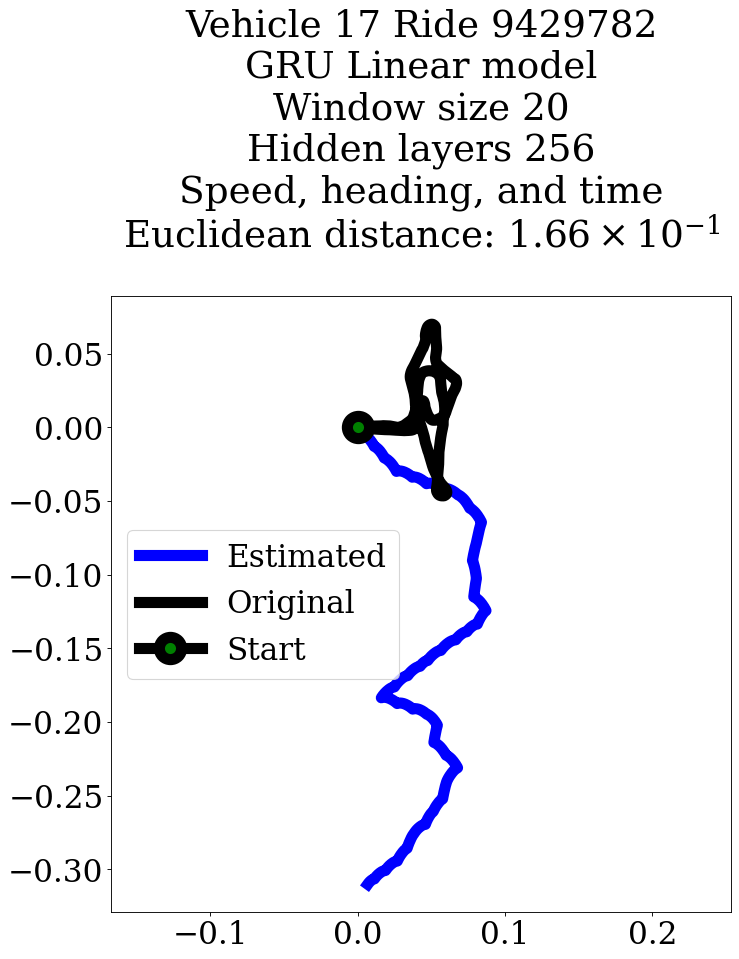 Vehicle 17 Ride 9429782
GRU Linear model
Window size 20
Hidden layers 256
Speed, heading, and time
Euclidean distance: 1.66 × 10⁻¹
0.05
0.00
−0.05
−0.10
−0.15
−0.20
−0.25
−0.30
Estimated
Original
Start
−0.1 0.0 0.1 0.2